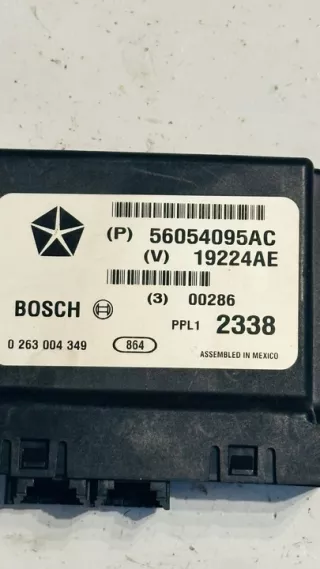 (P) 56054095AC
(V) 19224AE
(3) 00286
BOSCH
PPL1 2338
0 263 004 349
864
ASSEMBLED IN MEXICO